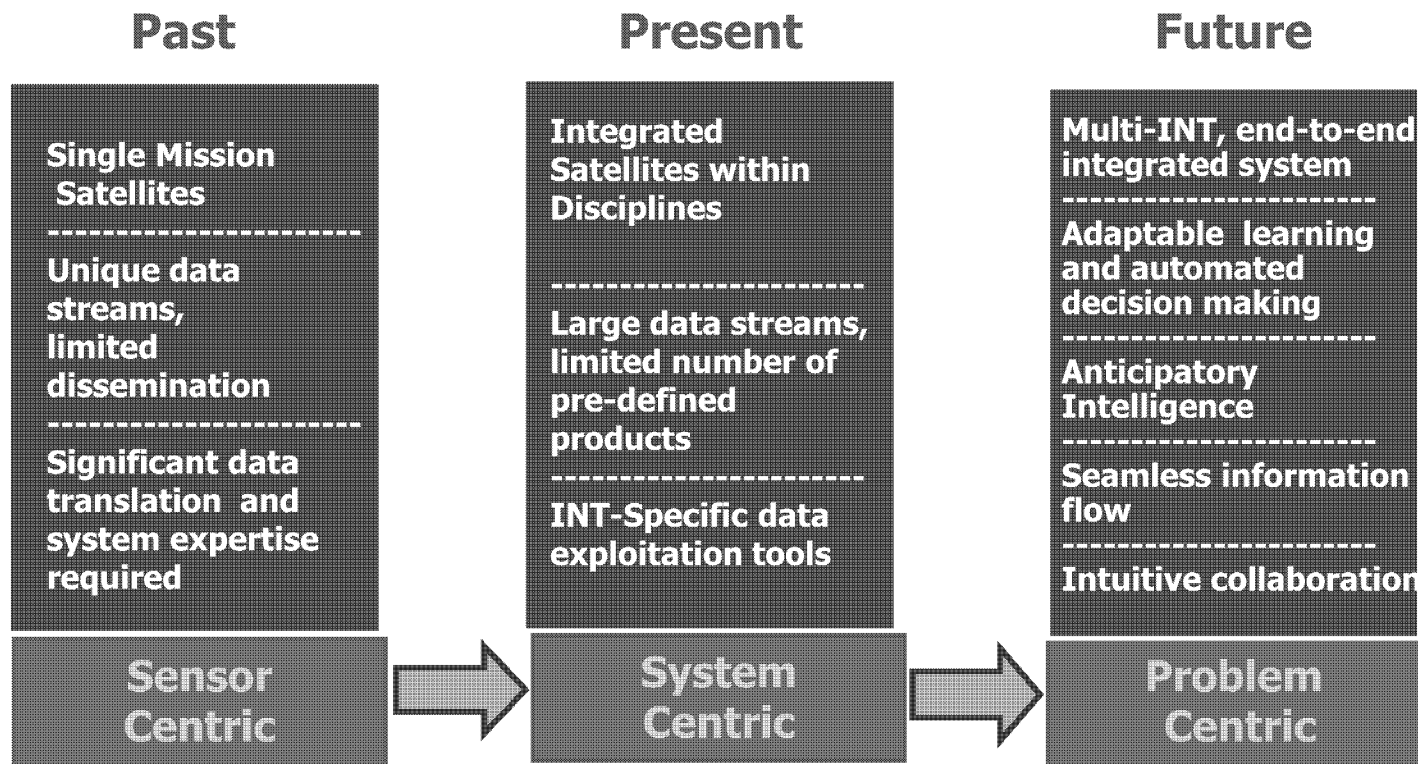 Past
Single Mission
Satellites
-----------------------
Unique data
streams,
limited
dissemination
-----------------------
Significant data
translation and
system expertise
required
Sensor
Centric
Present
Integrated
Satellites within
Disciplines
-----------------------
Large data streams,
limited number of
pre-defined
products
-----------------------
INT-Specific data
exploitation tools
System
Centric
Future
Multi-INT, end-to-end
integrated system
-----------------------
Adaptable learning
and automated
decision making
-----------------------
Anticipatory
Intelligence
-----------------------
Seamless information
flow
-----------------------
Intuitive collaboration
Problem
Centric